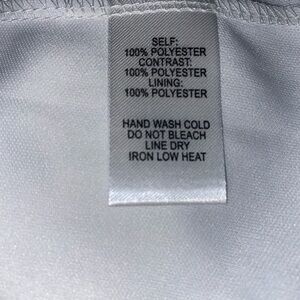 SELF:
100% POLYESTER
CONTRAST:
100% POLYESTER
LINING:
100% POLYESTER
HAND WASH COLD
DO NOT BLEACH
LINE DRY
IRON LOW HEAT